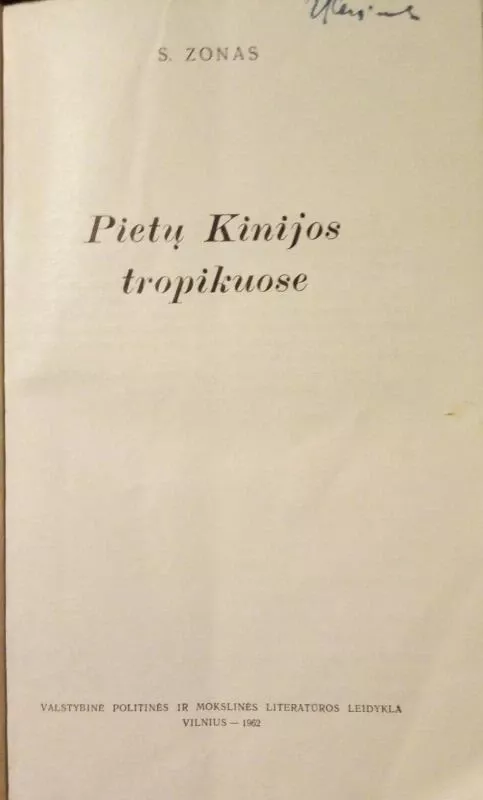 S. ZONAS
Pietų Kinijos
tropikuose
VALSTYBINĖ POLITINĖS IR MOKSLINĖS LITERATŪROS LEIDYKLA
VILNIUS — 1962